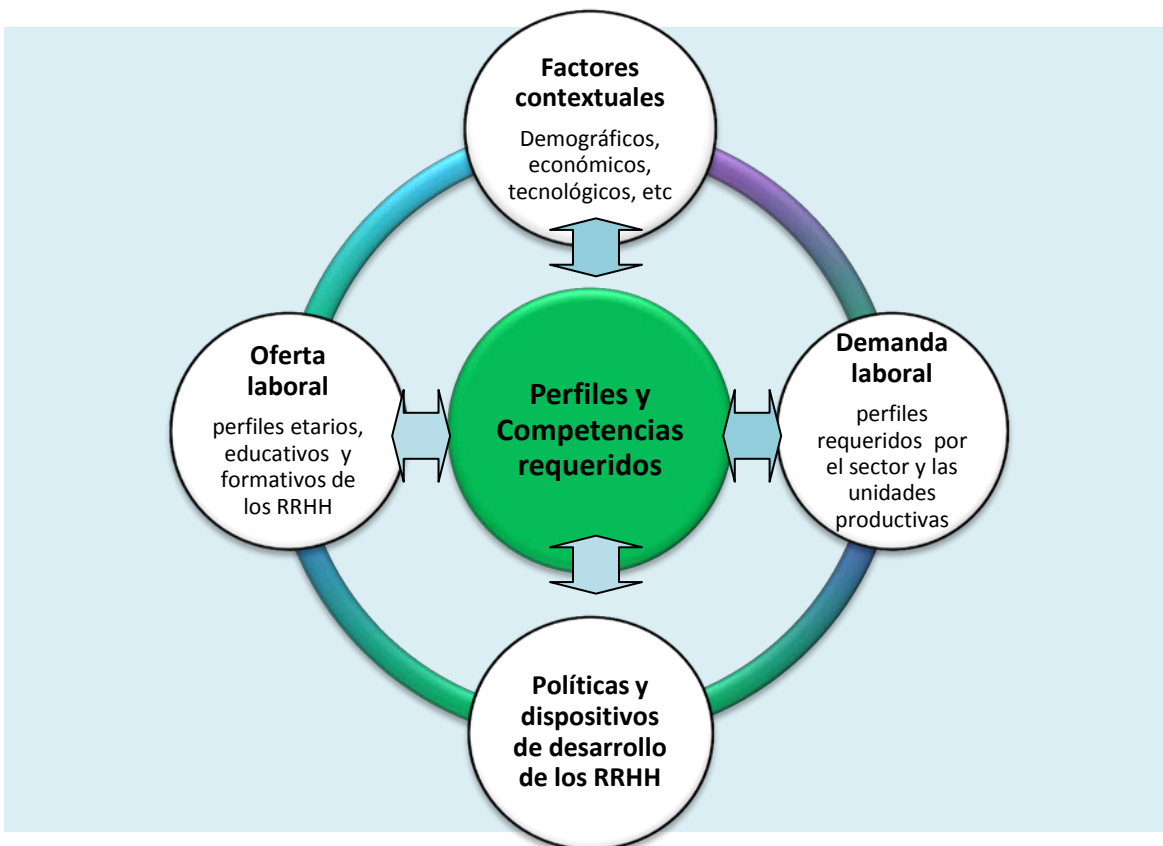 Factores
contextuales
Demográficos,
económicos,
tecnológicos, etc
Oferta
laboral
perfiles etarios,
educativos y
formativos de
los RRHH
Perfiles y
Competencias
requeridos
Demanda
laboral
perfiles
requeridos por
el sector y las
unidades
productivas
Políticas y
dispositivos
de desarrollo
de los RRHH